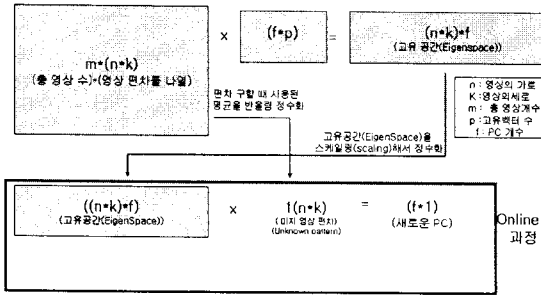 m*(n*k)
(총 영상 수)*(영상 편차를 나열)
×
(f*p)
=
(n*k)*f
(고유 공간(Eigenspace))
편차 구할 때 사용된
평균을 반올림 정수화
n : 영상의 가로
K : 영상의세로
m : 총 영상개수
p : 고유벡터 수
f : PC 개수
고유공간(EigenSpace)을
스케일링(scaling)해서 정수화
((n*k)*f)
(고유공간(EigenSpace))
×
1(n*k)
(미지 영상 편차)
(Unknown pattern)
=
(f*1)
(새로운 PC)
Online
과정